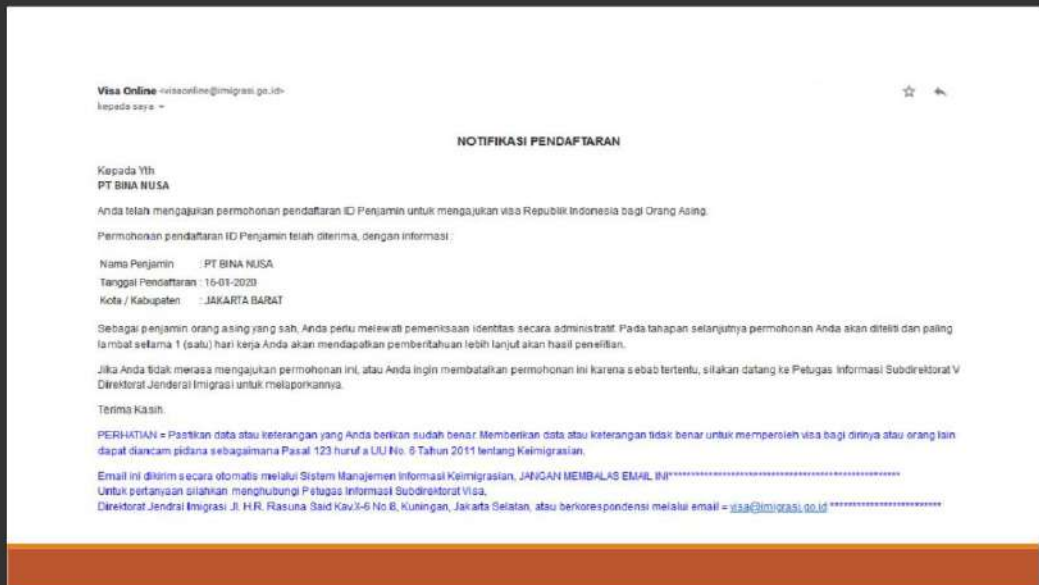 Visa Online <visaonline@imigrasi.go.id>
kepada saya
NOTIFIKASI PENDAFTARAN
Kepada Yth
PT BINA NUSA
Anda telah mengajukan permohonan pendaftaran ID Penjamin untuk mengajukan visa Republik Indonesia bagi Orang Asing.
Permohonan pendaftaran ID Penjamin telah diterima, dengan informasi :
Nama Penjamin : PT BINA NUSA
Tanggal Pendaftaran : 16-01-2020
Kota / Kabupaten : JAKARTA BARAT
Sebagai penjamin orang asing yang sah, Anda perlu melewati pemeriksaan identitas secara administratif. Pada tahapan selanjutnya permohonan Anda akan diteliti dan paling
lambat selama 1 (satu) hari kerja Anda akan mendapatkan pemberitahuan lebih lanjut akan hasil penelitian.
Jika Anda tidak merasa mengajukan permohonan ini, atau Anda ingin membatalkan permohonan ini karena sebab tertentu, silakan datang ke Petugas Informasi Subdirektorat V
Direktorat Jenderal Imigrasi untuk melaporkannya.
Terima Kasih.
PERHATIAN = Pastikan data atau keterangan yang Anda berikan sudah benar. Memberikan data atau keterangan tidak benar untuk memperoleh visa bagi dirinya atau orang lain
dapat diancam pidana sebagaimana Pasal 123 huruf a UU No. 6 Tahun 2011 tentang Keimigrasian.
Email ini dikirim secara otomatis melalui Sistem Manajemen Informasi Keimigrasian, JANGAN MEMBALAS EMAIL INI****************************************************
Untuk pertanyaan silahkan menghubungi Petugas Informasi Subdirektorat Visa,
Direktorat Jendral Imigrasi Jl. H.R. Rasuna Said Kav.X-6 No.8, Kuningan, Jakarta Selatan, atau berkorespondensi melalui email = visa@imigrasi.go.id *************************